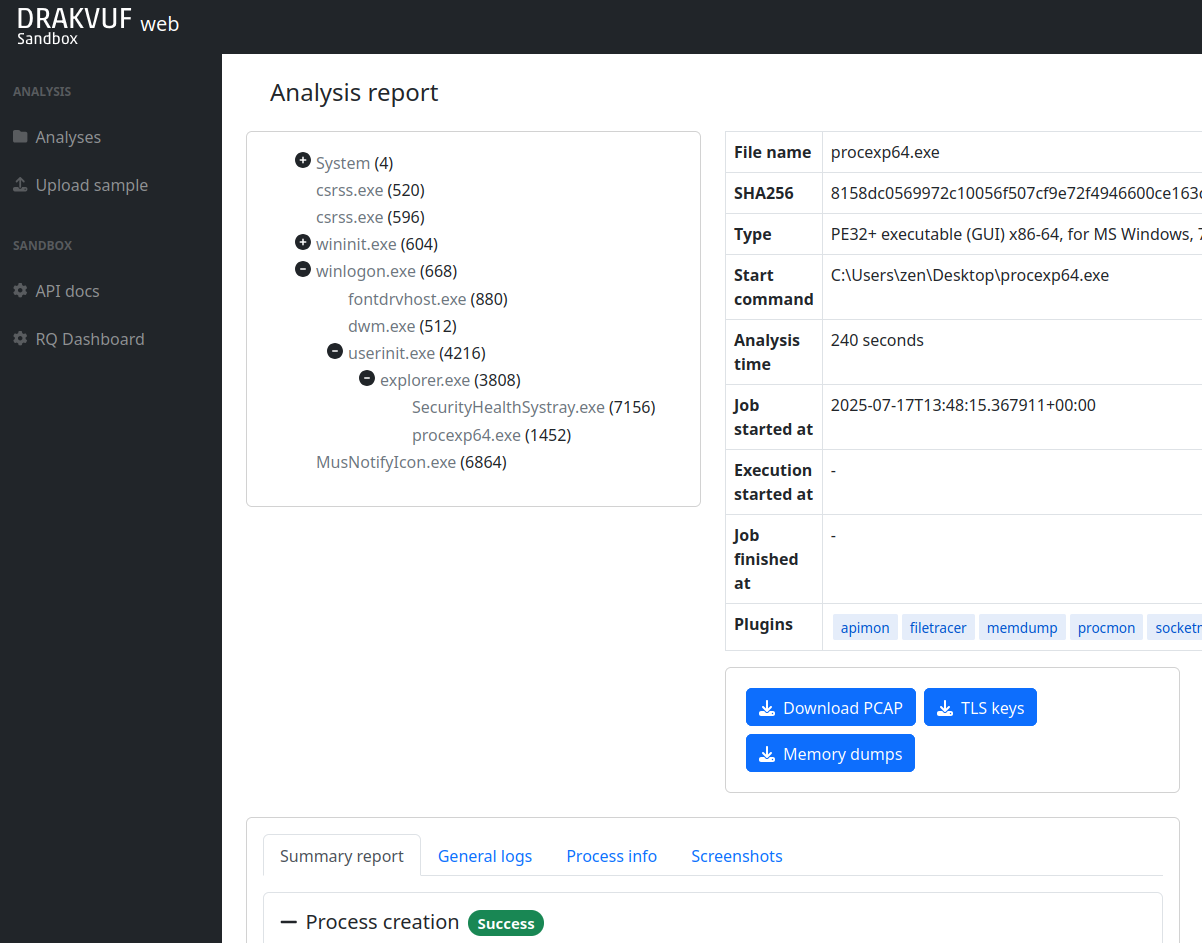 DRAKVUF web
Sandbox
ANALYSIS
Analyses
Upload sample
SANDBOX
API docs
RQ Dashboard
Analysis report
System (4)
csrss.exe (520)
csrss.exe (596)
wininit.exe (604)
winlogon.exe (668)
fontdrvhost.exe (880)
dwm.exe (512)
userinit.exe (4216)
explorer.exe (3808)
SecurityHealthSystray.exe (7156)
procexp64.exe (1452)
MusNotifyIcon.exe (6864)
File name procexp64.exe
SHA256 8158dc0569972c10056f507cf9e72f4946600ce163
Type PE32+ executable (GUI) x86-64, for MS Windows,
Start command C:\Users\zen\Desktop\procexp64.exe
Analysis time 240 seconds
Job started at 2025-07-17T13:48:15.367911+00:00
Execution started at -
Job finished at -
Plugins apimon filetracer memdump procmon socketr
Download PCAP TLS keys
Memory dumps
Summary report General logs Process info Screenshots
Process creation Success